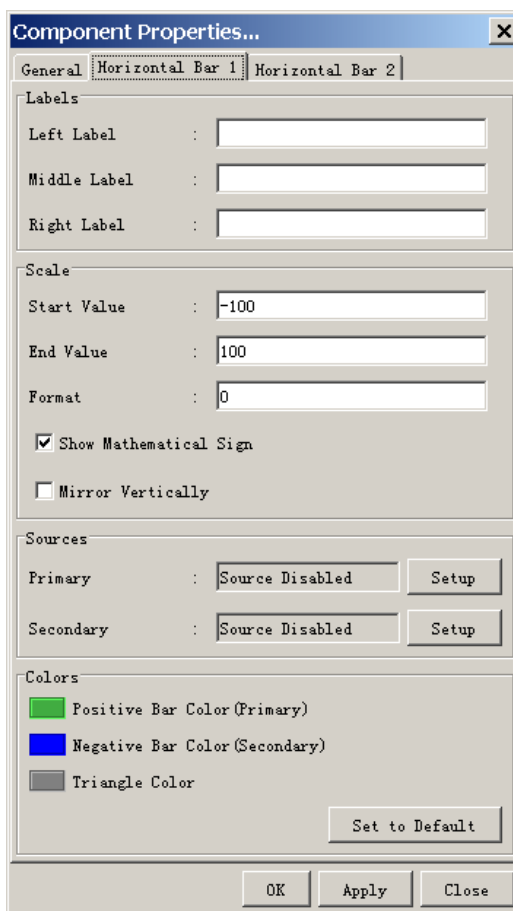 Component Properties...
General Horizontal Bar 1 Horizontal Bar 2
Labels
Left Label :
Middle Label :
Right Label :
Scale
Start Value : -100
End Value : 100
Format : 0
Show Mathematical Sign
Mirror Vertically
Sources
Primary : Source Disabled Setup
Secondary : Source Disabled Setup
Colors
Positive Bar Color(Primary)
Negative Bar Color(Secondary)
Triangle Color
Set to Default
OK Apply Close